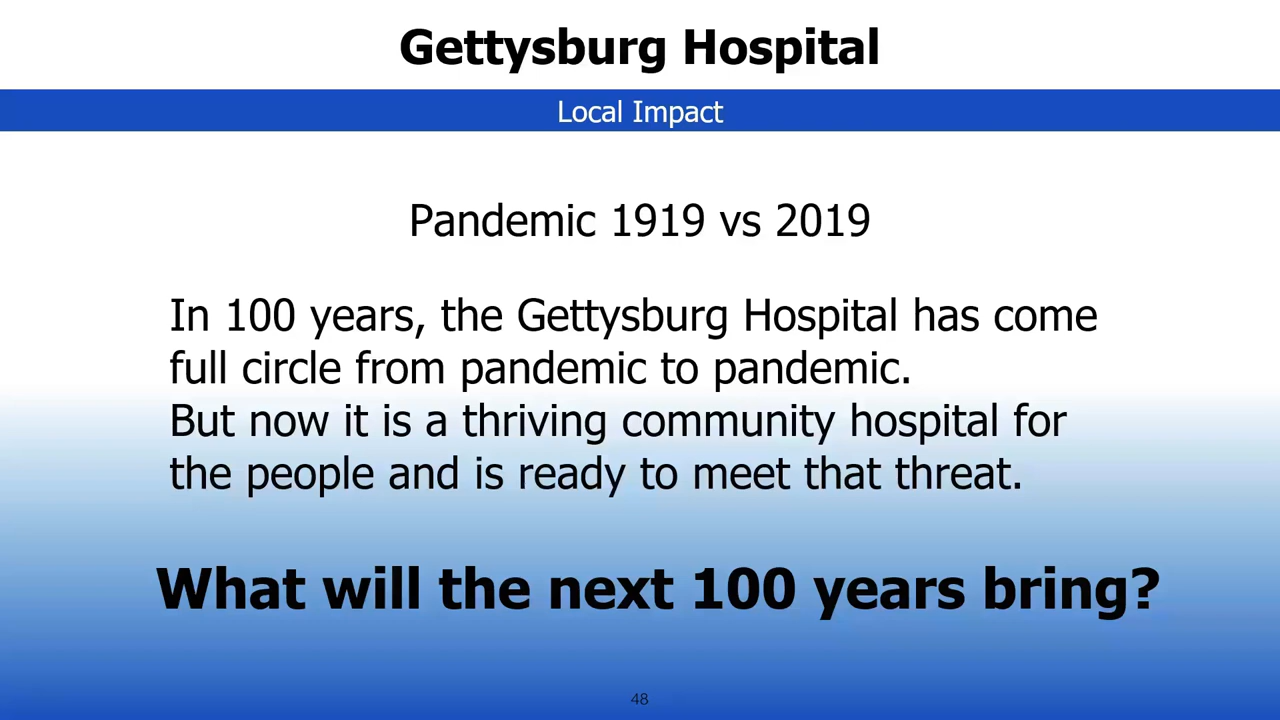 Gettysburg Hospital
Local Impact
Pandemic 1919 vs 2019
In 100 years, the Gettysburg Hospital has come
full circle from pandemic to pandemic.
But now it is a thriving community hospital for
the people and is ready to meet that threat.
What will the next 100 years bring?
48